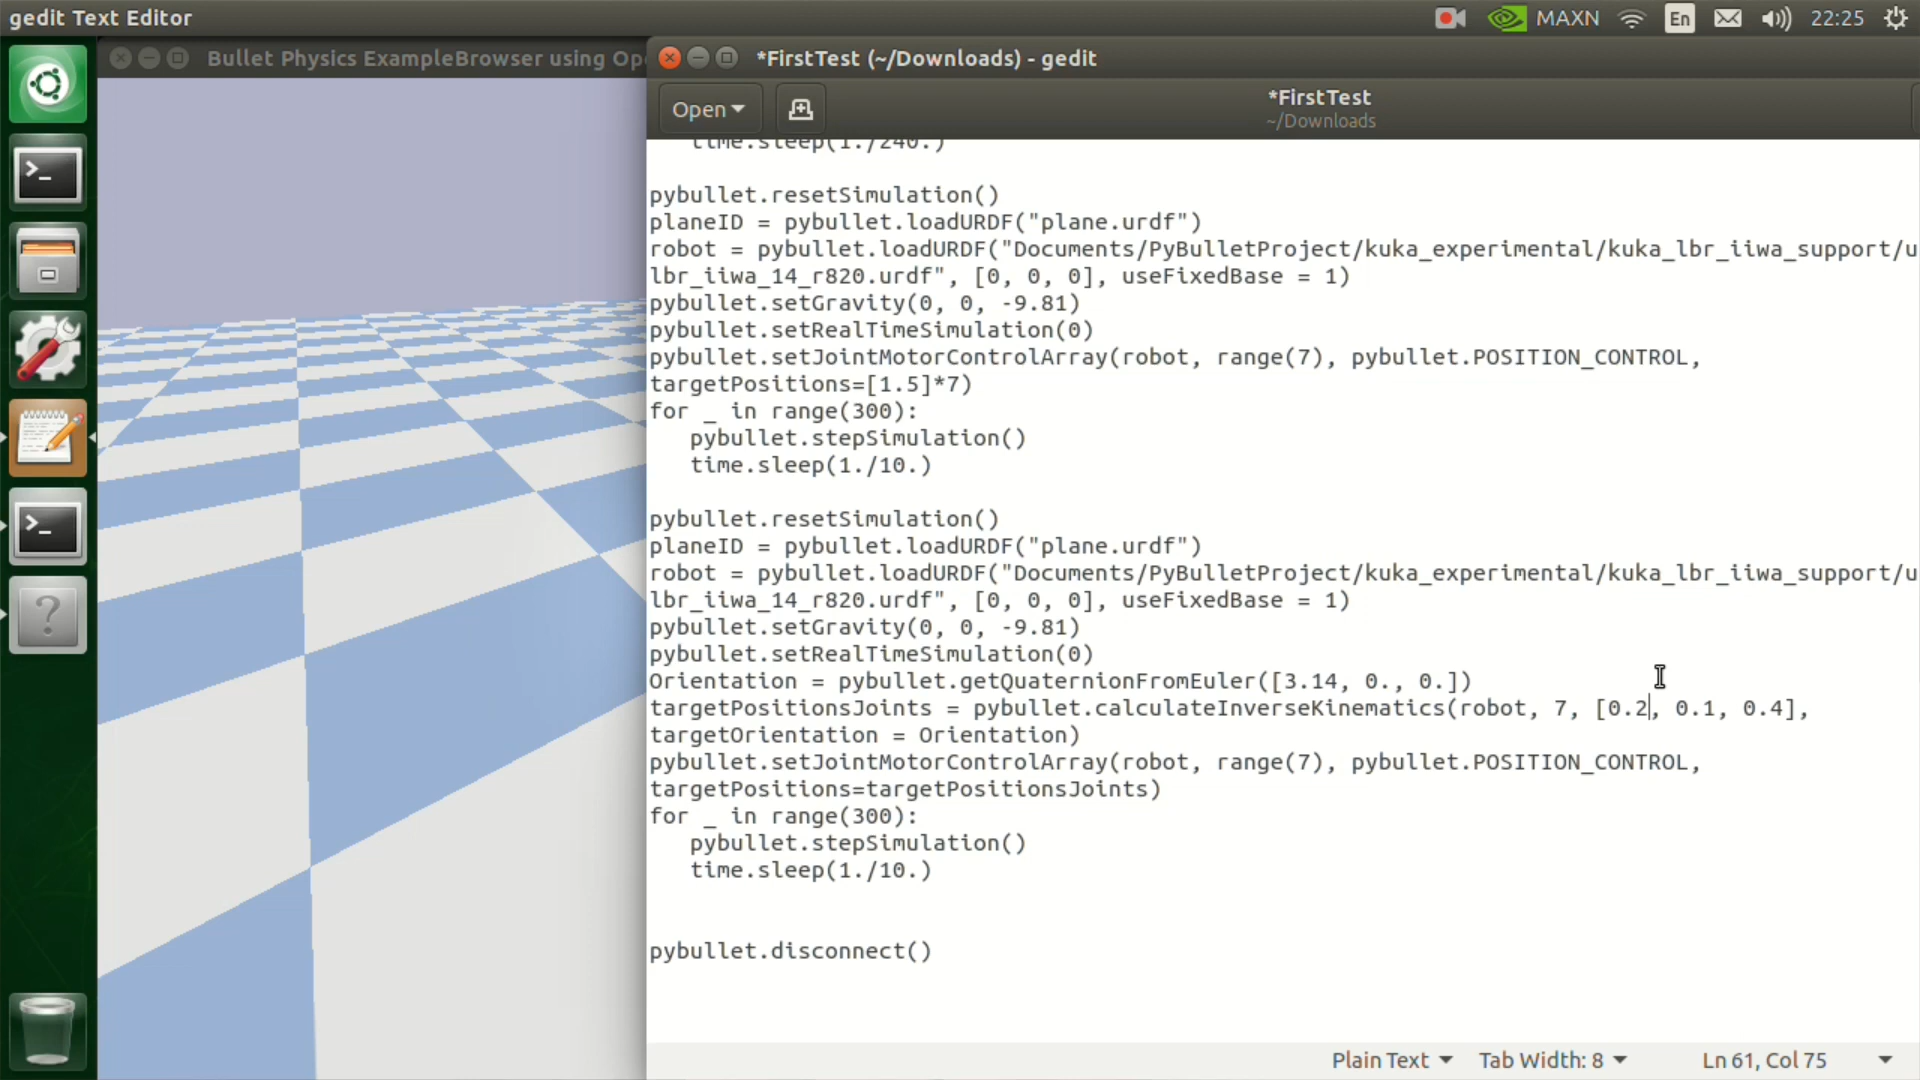 gedit Text Editor
MAXN
En
22:25
Bullet Physics ExampleBrowser using Op
*FirstTest (~/Downloads) - gedit
Open
*FirstTest
~/Downloads
time.sleep(1./240.)
pybullet.resetSimulation()
planeID = pybullet.loadURDF("plane.urdf")
robot = pybullet.loadURDF("Documents/PyBulletProject/kuka_experimental/kuka_lbr_iiwa_support/u
lbr_iiwa_14_r820.urdf", [0, 0, 0], useFixedBase = 1)
pybullet.setGravity(0, 0, -9.81)
pybullet.setRealTimeSimulation(0)
pybullet.setJointMotorControlArray(robot, range(7), pybullet.POSITION_CONTROL,
targetPositions=[1.5]*7)
for _ in range(300):
pybullet.stepSimulation()
time.sleep(1./10.)
pybullet.resetSimulation()
planeID = pybullet.loadURDF("plane.urdf")
robot = pybullet.loadURDF("Documents/PyBulletProject/kuka_experimental/kuka_lbr_iiwa_support/u
lbr_iiwa_14_r820.urdf", [0, 0, 0], useFixedBase = 1)
pybullet.setGravity(0, 0, -9.81)
pybullet.setRealTimeSimulation(0)
Orientation = pybullet.getQuaternionFromEuler([3.14, 0., 0.])
targetPositionsJoints = pybullet.calculateInverseKinematics(robot, 7, [0.2, 0.1, 0.4],
targetOrientation = Orientation)
pybullet.setJointMotorControlArray(robot, range(7), pybullet.POSITION_CONTROL,
targetPositions=targetPositionsJoints)
for _ in range(300):
pybullet.stepSimulation()
time.sleep(1./10.)
pybullet.disconnect()
Plain Text
Tab Width: 8
Ln 61, Col 75